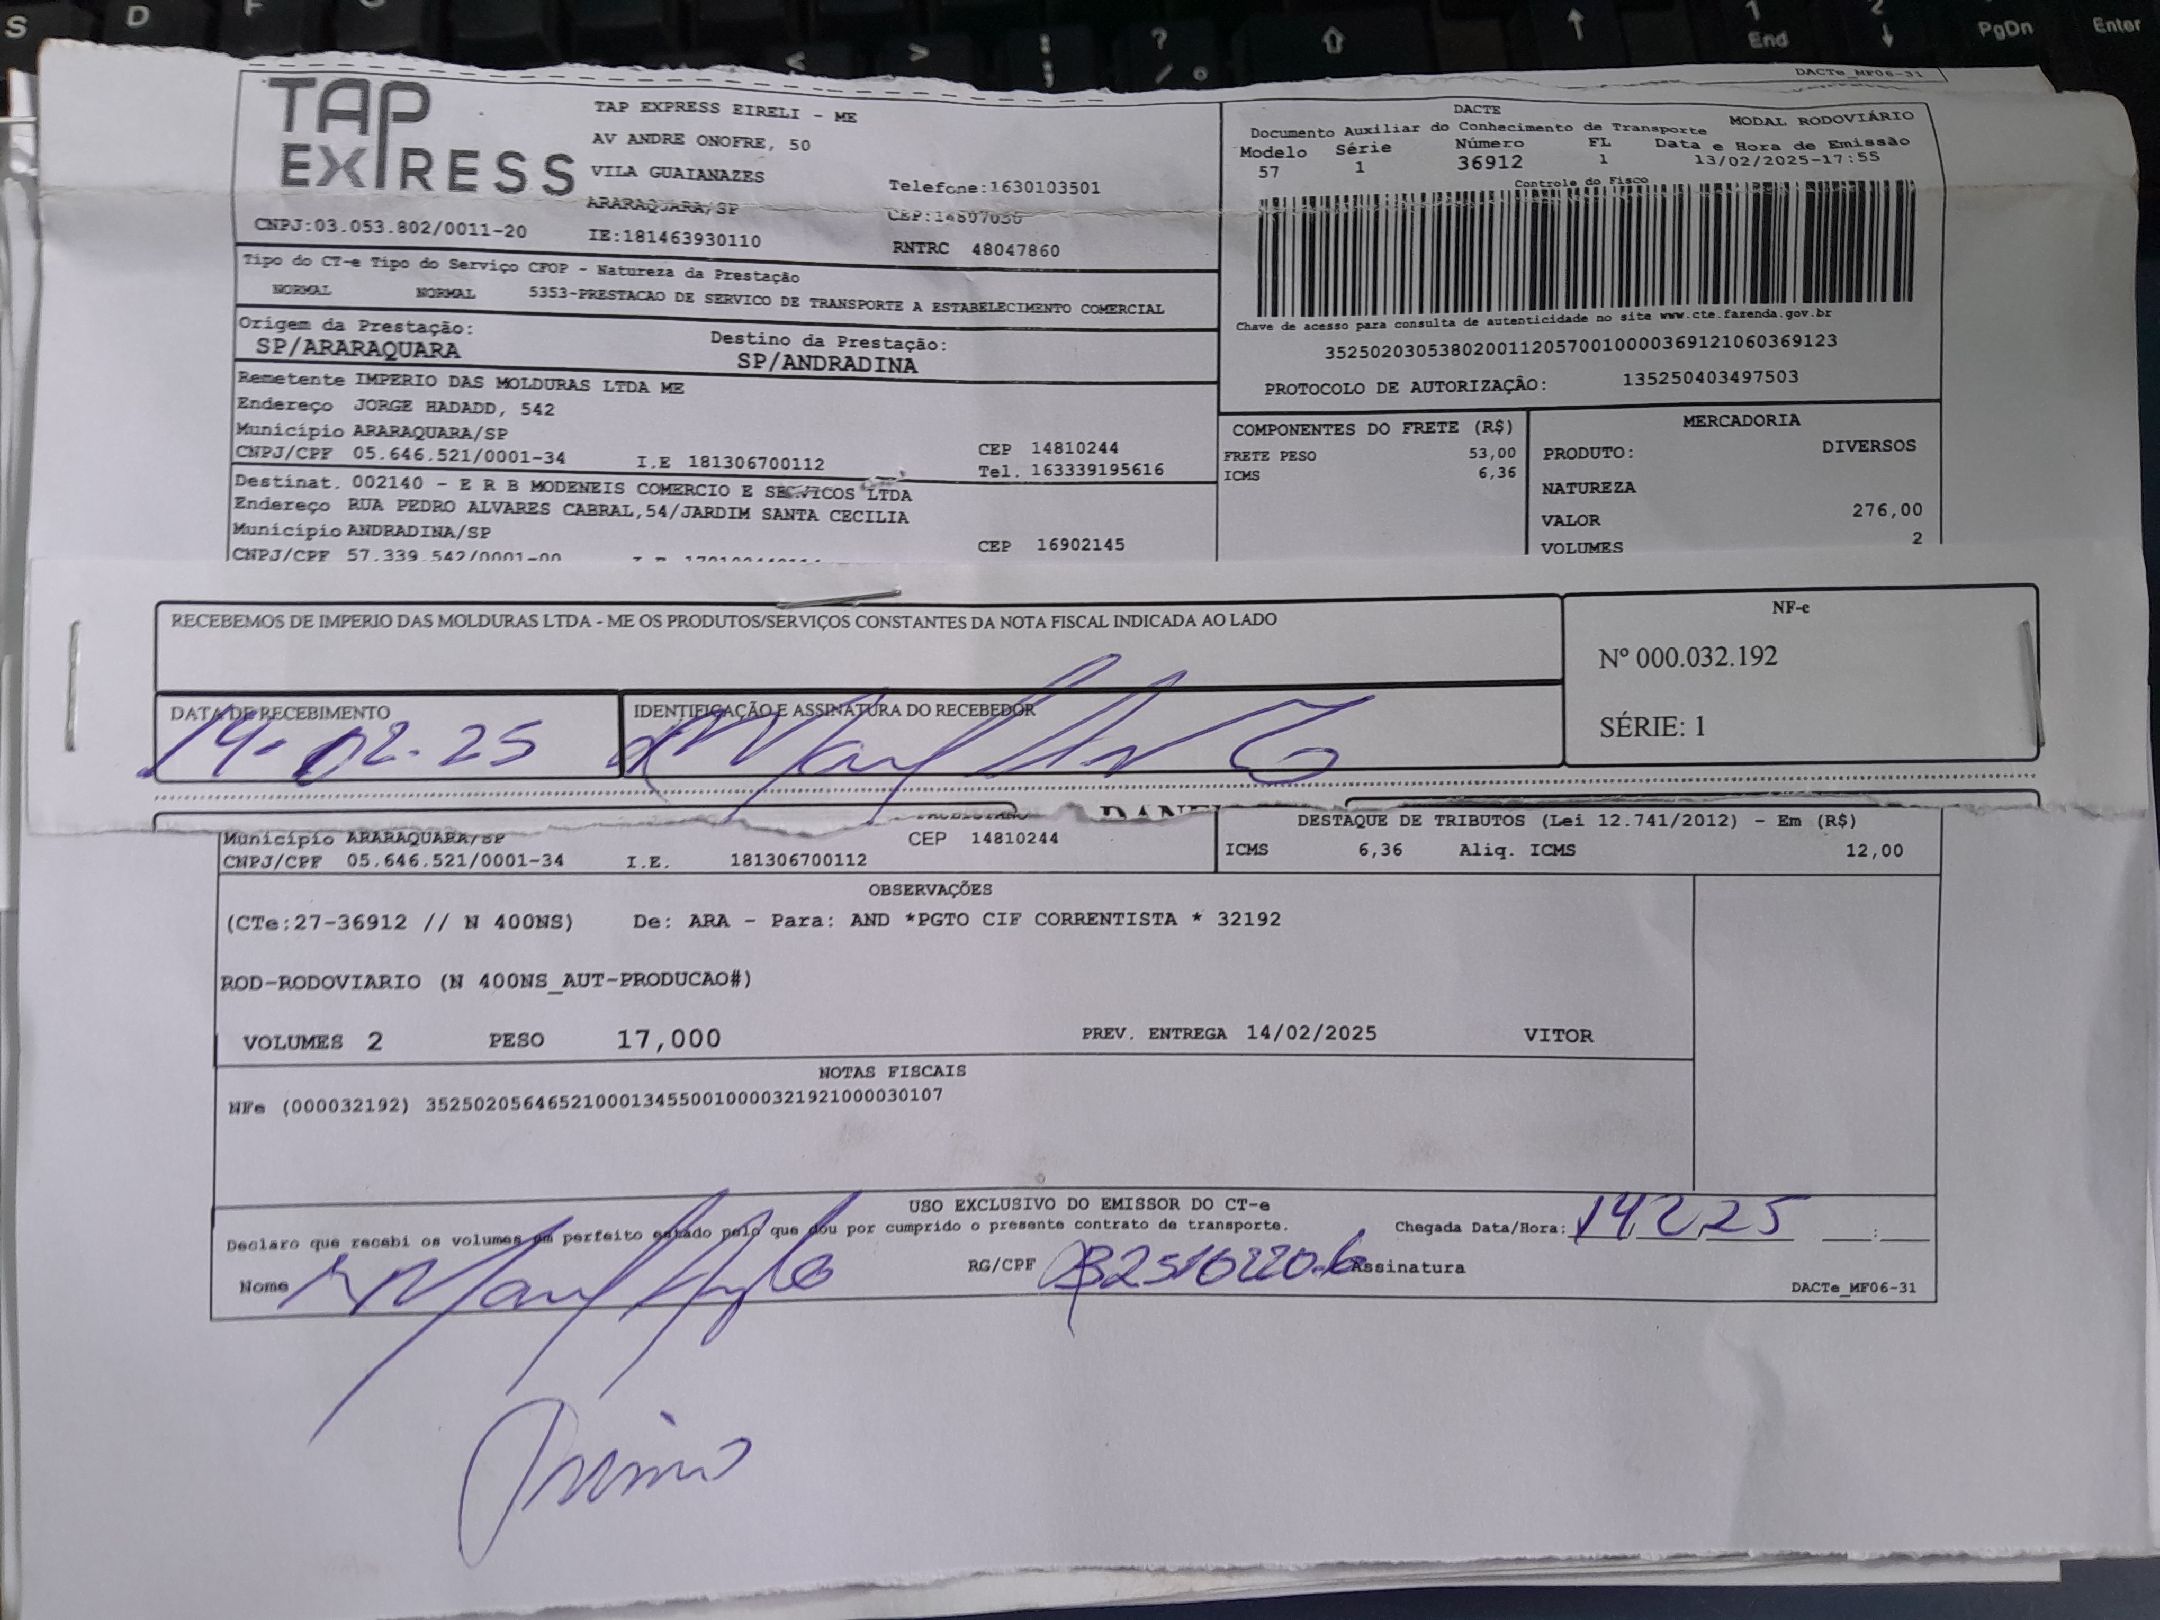 DACTe_MF06-31
TAP EXPRESS
TAP EXPRESS EIRELI - ME
AV ANDRE ONOFRE, 50
VILA GUAIANAZES
Telefone:1630103501
ARARAQUARA/SP
CNPJ:03.053.802/0011-20
IE:181463930110
RNTRC 48047860
DACTE
MODAL RODOVIÁRIO
Documento Auxiliar do Conhecimento de Transporte
Modelo Série Número FL Data e Hora de Emissão
57 1 36912 1 13/02/2025-17:55
Controle do Fisco
Tipo do CT-e Tipo do Serviço CFOP - Natureza da Prestação
NORMAL NORMAL 5353-PRESTACAO DE SERVICO DE TRANSPORTE A ESTABELECIMENTO COMERCIAL
Chave de acesso para consulta de autenticidade no site www.cte.fazenda.gov.br
35250203053802001120570010000369121060369123
PROTOCOLO DE AUTORIZAÇÃO: 135250403497503
Origem da Prestação:
SP/ARARAQUARA
Destino da Prestação:
SP/ANDRADINA
Remetente IMPERIO DAS MOLDURAS LTDA ME
Endereço JORGE HADADD, 542
Município ARARAQUARA/SP
CEP 14810244
CNPJ/CPF 05.646.521/0001-34 I.E 181306700112 Tel. 163339195616
Destinat. 002140 - E R B MODENEIS COMERCIO E SERVICOS LTDA
Endereço RUA PEDRO ALVARES CABRAL,54/JARDIM SANTA CECILIA
Município ANDRADINA/SP
CEP 16902145
CNPJ/CPF 57.339.542/0001-00
COMPONENTES DO FRETE (R$)
FRETE PESO 53,00
ICMS 6,36
MERCADORIA
PRODUTO: DIVERSOS
NATUREZA
VALOR 276,00
VOLUMES 2
RECEBEMOS DE IMPERIO DAS MOLDURAS LTDA - ME OS PRODUTOS/SERVIÇOS CONSTANTES DA NOTA FISCAL INDICADA AO LADO
NF-e
Nº 000.032.192
SÉRIE: 1
DATA DE RECEBIMENTO
14-02-25
IDENTIFICAÇÃO E ASSINATURA DO RECEBEDOR
Município ARARAQUARA/SP
CEP 14810244
CNPJ/CPF 05.646.521/0001-34 I.E. 181306700112
DESTAQUE DE TRIBUTOS (Lei 12.741/2012) - Em (R$)
ICMS 6,36 Aliq. ICMS 12,00
OBSERVAÇÕES
(CTe:27-36912 // N 400NS) De: ARA - Para: AND *PGTO CIF CORRENTISTA * 32192
ROD-RODOVIARIO (N 400NS_AUT-PRODUCAO#)
VOLUMES 2 PESO 17,000 PREV. ENTREGA 14/02/2025 VITOR
NOTAS FISCAIS
NFe (000032192) 35250205646521000134550010000321921000030107
USO EXCLUSIVO DO EMISSOR DO CT-e
Declaro que recebi os volumes em perfeito estado pelo que dou por cumprido o presente contrato de transporte.
Chegada Data/Hora: 14 2 25 :
Nome
RG/CPF
Assinatura
DACTe_MF06-31